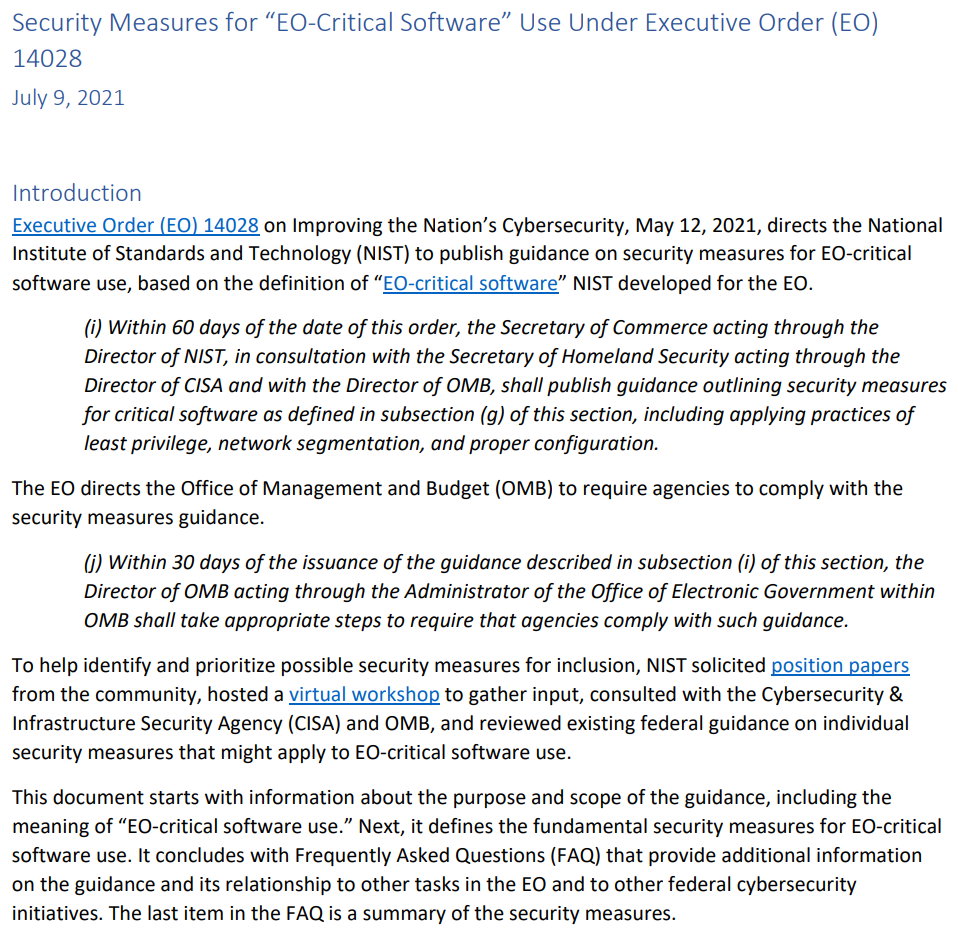 Security Measures for “EO-Critical Software” Use Under Executive Order (EO)
14028
July 9, 2021
Introduction
Executive Order (EO) 14028 on Improving the Nation’s Cybersecurity, May 12, 2021, directs the National
Institute of Standards and Technology (NIST) to publish guidance on security measures for EO-critical
software use, based on the definition of “EO-critical software” NIST developed for the EO.
(i) Within 60 days of the date of this order, the Secretary of Commerce acting through the
Director of NIST, in consultation with the Secretary of Homeland Security acting through the
Director of CISA and with the Director of OMB, shall publish guidance outlining security measures
for critical software as defined in subsection (g) of this section, including applying practices of
least privilege, network segmentation, and proper configuration.
The EO directs the Office of Management and Budget (OMB) to require agencies to comply with the
security measures guidance.
(j) Within 30 days of the issuance of the guidance described in subsection (i) of this section, the
Director of OMB acting through the Administrator of the Office of Electronic Government within
OMB shall take appropriate steps to require that agencies comply with such guidance.
To help identify and prioritize possible security measures for inclusion, NIST solicited position papers
from the community, hosted a virtual workshop to gather input, consulted with the Cybersecurity &
Infrastructure Security Agency (CISA) and OMB, and reviewed existing federal guidance on individual
security measures that might apply to EO-critical software use.
This document starts with information about the purpose and scope of the guidance, including the
meaning of “EO-critical software use.” Next, it defines the fundamental security measures for EO-critical
software use. It concludes with Frequently Asked Questions (FAQ) that provide additional information
on the guidance and its relationship to other tasks in the EO and to other federal cybersecurity
initiatives. The last item in the FAQ is a summary of the security measures.